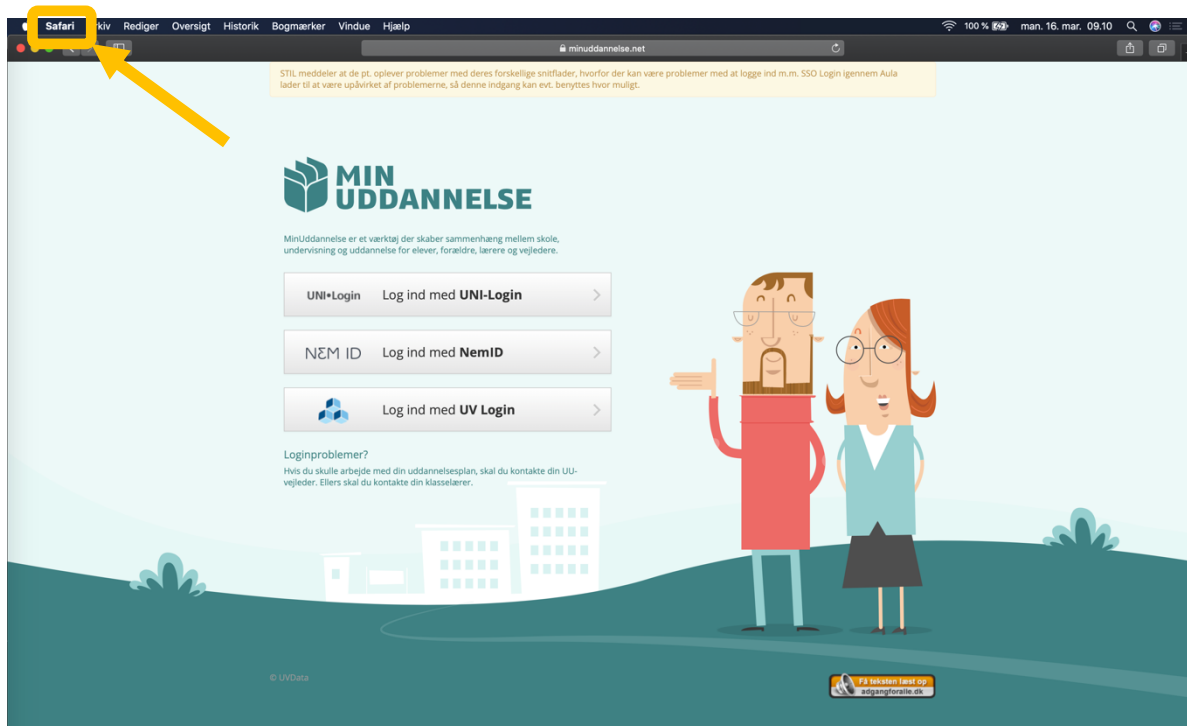 Safari
Rediger Oversigt Historik Bogmærker Vindue Hjælp
100 % man. 16. mar. 09.10
minuddannelse.net
STIL meddeler at de pt. oplever problemer med deres forskellige snitflader, hvorfor der kan være problemer med at logge ind m.m. SSO Login igennem Aula
lader til at være upåvirket af problemerne, så denne indgang kan evt. benyttes hvor muligt.
MIN
UDDANNELSE
MinUddannelse er et værktøj der skaber sammenhæng mellem skole,
undervisning og uddannelse for elever, forældre, lærere og vejledere.
UNI•Login Log ind med UNI-Login
NEM ID Log ind med NemID
Log ind med UV Login
Loginproblemer?
Hvis du skulle arbejde med din uddannelsesplan, skal du kontakte din UU-
vejleder. Ellers skal du kontakte din klasselærer.
© UVData
Få teksten læst op
adgangforalle.dk